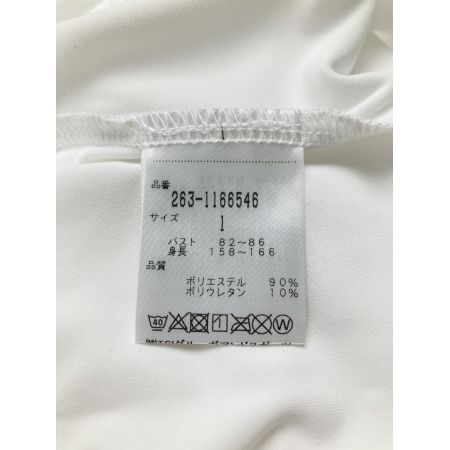 品番
263-1166546
サイズ
1
バスト 82～86
身長 158～166
品質
ポリエステル 90%
ポリウレタン 10%
40